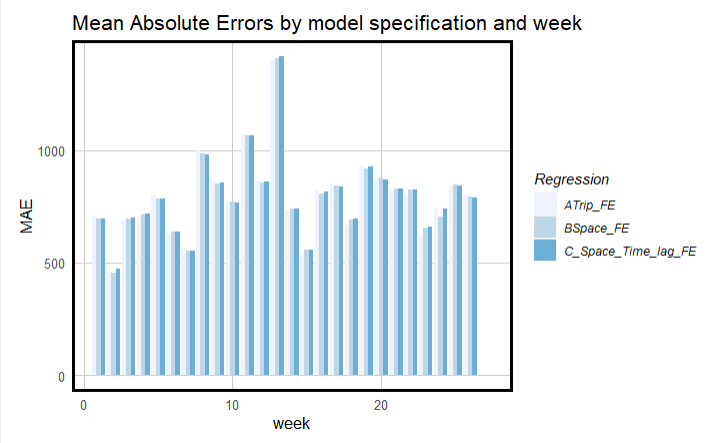 Mean Absolute Errors by model specification and week
MAE
1000
500
0
0
10
20
week
Regression
ATrip_FE
BSpace_FE
C_Space_Time_lag_FE